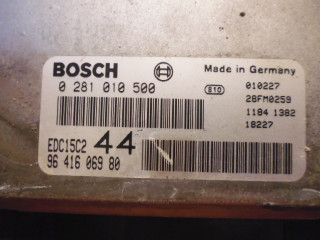 BOSCH Made in Germany
0 281 010 500 610 010227
28FM0259
1184 1382
18227
EDC15C2 44
96 416 069 80